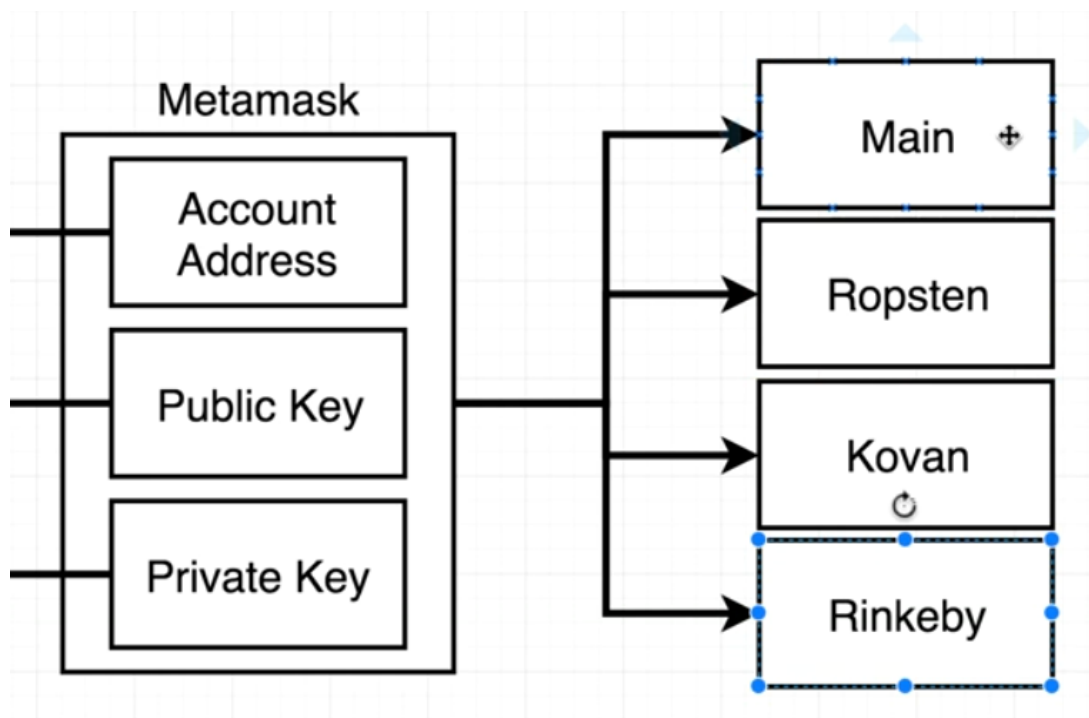 Metamask
Account
Address
Public Key
Private Key
Main
Ropsten
Kovan
Rinkeby